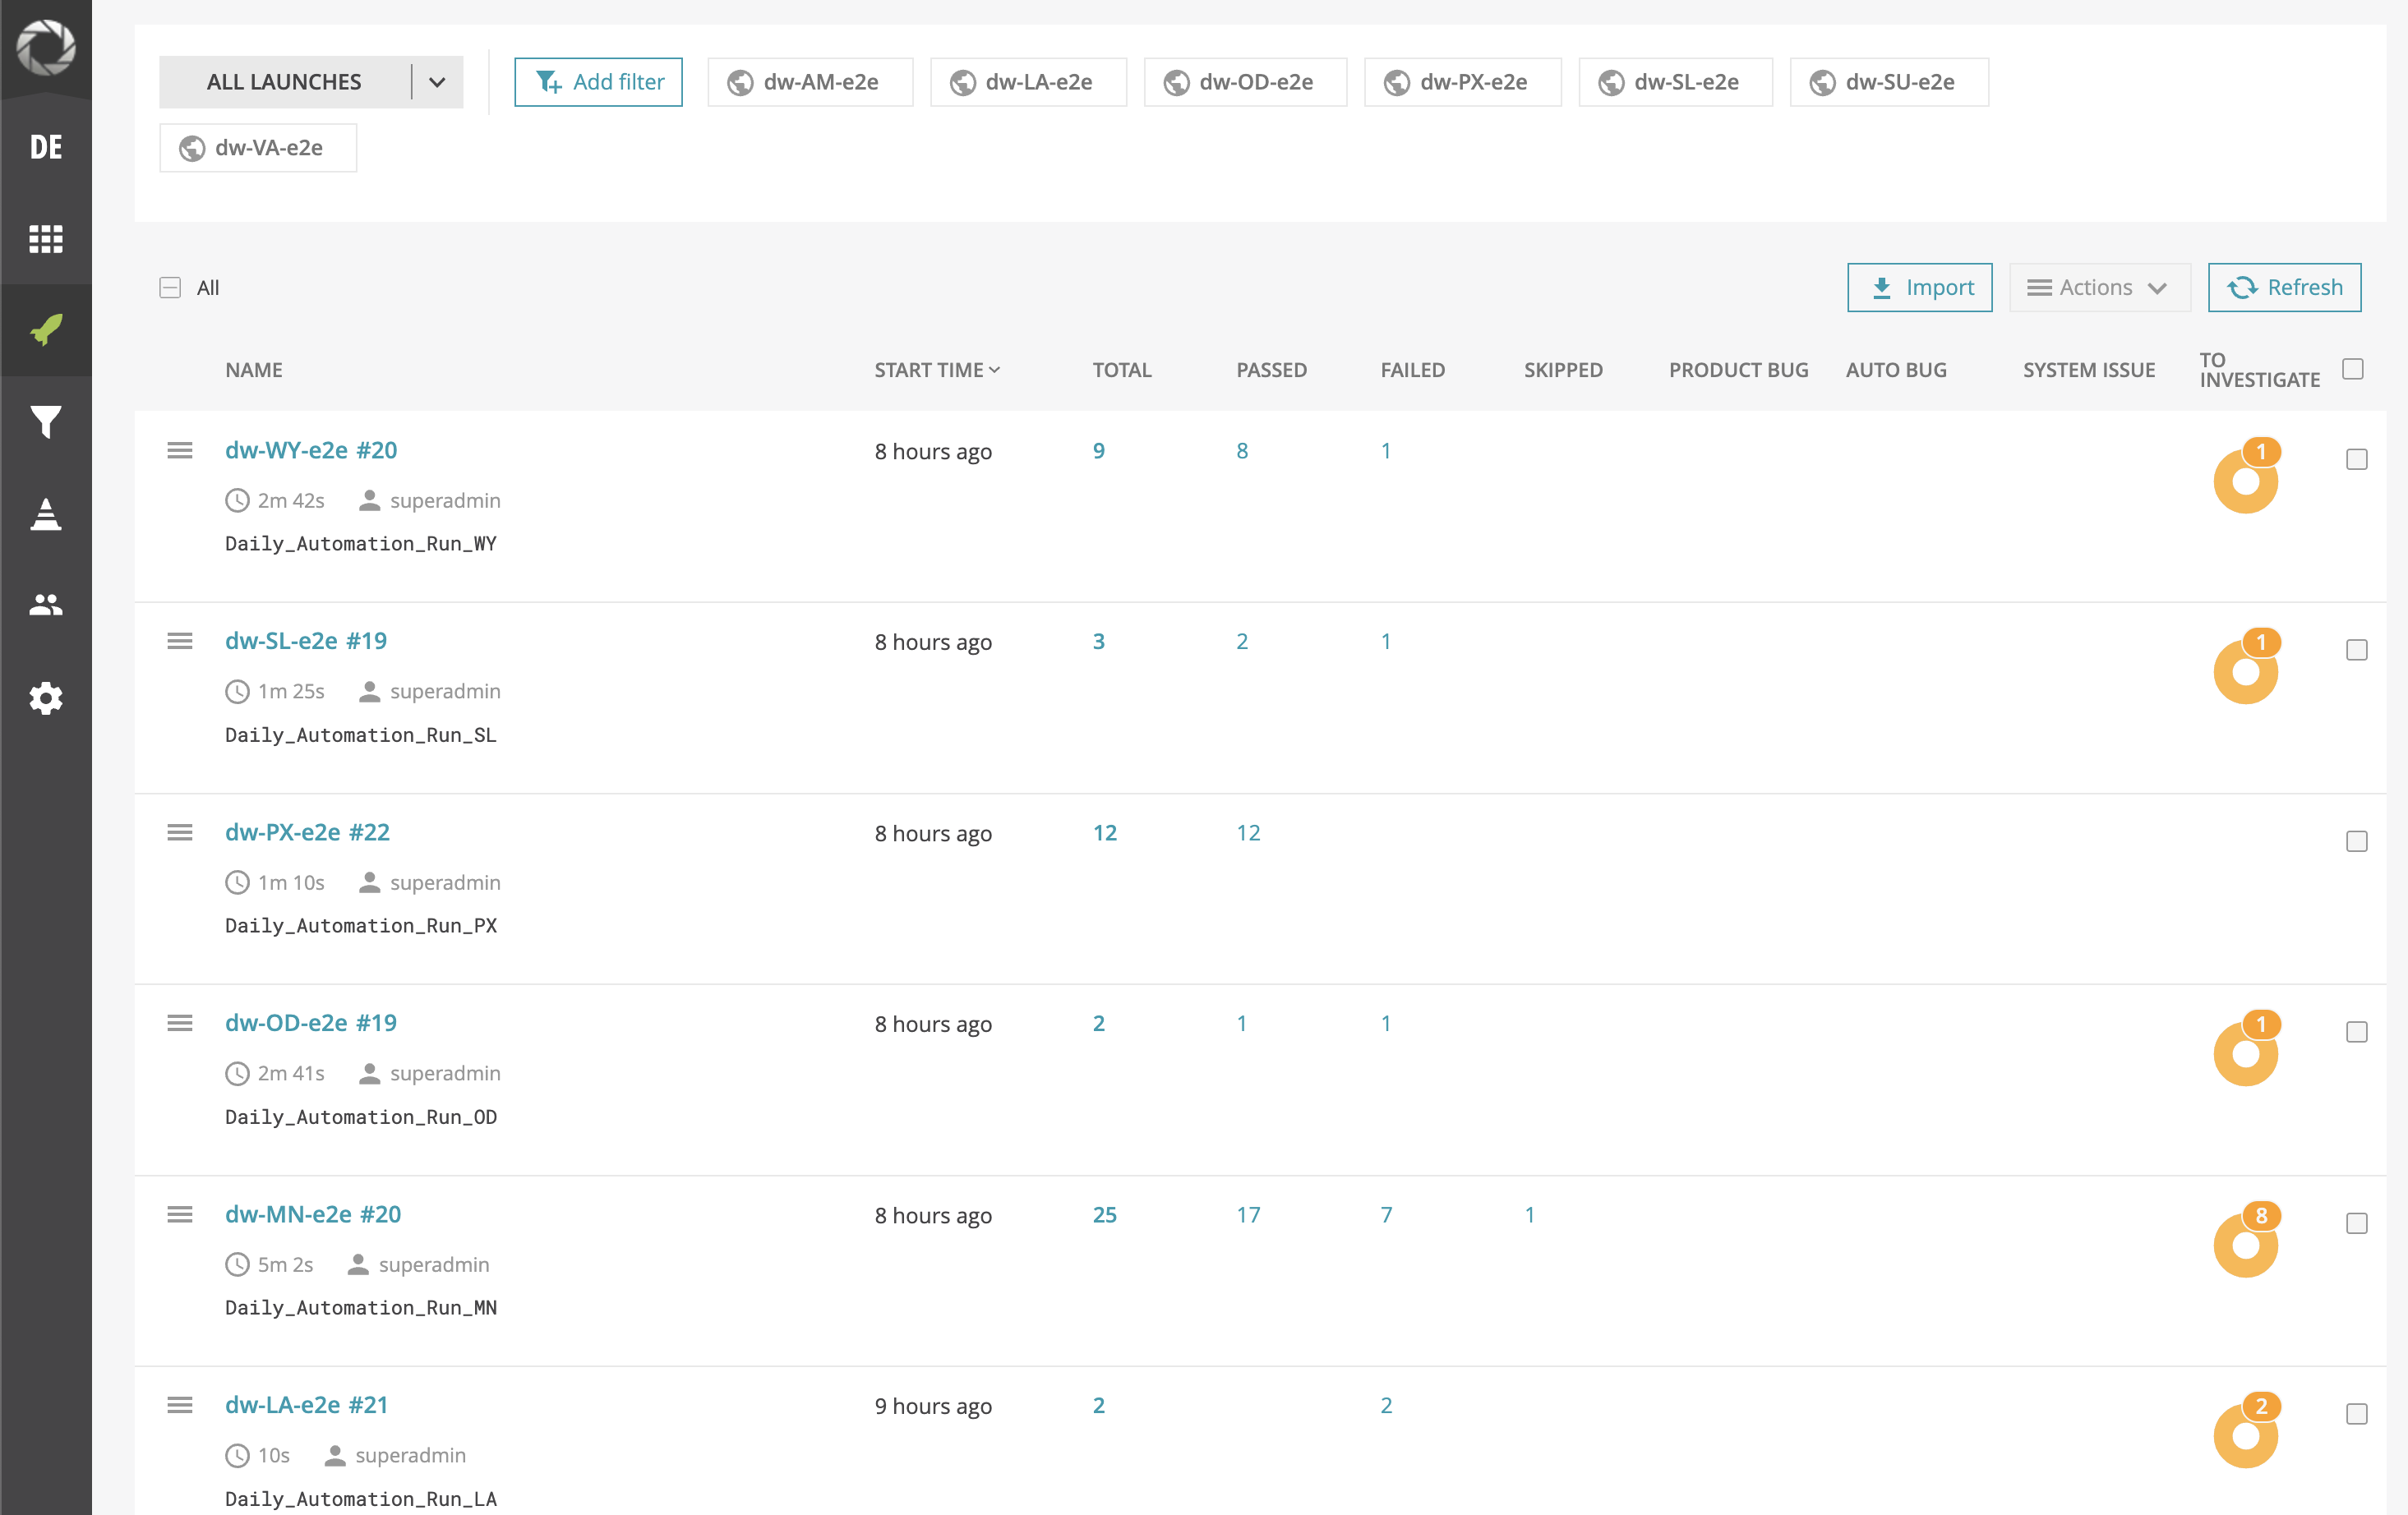 DE
ALL LAUNCHES
Add filter
dw-AM-e2e
dw-LA-e2e
dw-OD-e2e
dw-PX-e2e
dw-SL-e2e
dw-SU-e2e
dw-VA-e2e
All
Import
Actions
Refresh
NAME START TIME TOTAL PASSED FAILED SKIPPED PRODUCT BUG AUTO BUG SYSTEM ISSUE TO INVESTIGATE
dw-WY-e2e #20 8 hours ago 9 8 1 1
2m 42s superadmin
Daily_Automation_Run_WY
dw-SL-e2e #19 8 hours ago 3 2 1 1
1m 25s superadmin
Daily_Automation_Run_SL
dw-PX-e2e #22 8 hours ago 12 12
1m 10s superadmin
Daily_Automation_Run_PX
dw-OD-e2e #19 8 hours ago 2 1 1 1
2m 41s superadmin
Daily_Automation_Run_OD
dw-MN-e2e #20 8 hours ago 25 17 7 1 8
5m 2s superadmin
Daily_Automation_Run_MN
dw-LA-e2e #21 9 hours ago 2 2 2
10s superadmin
Daily_Automation_Run_LA